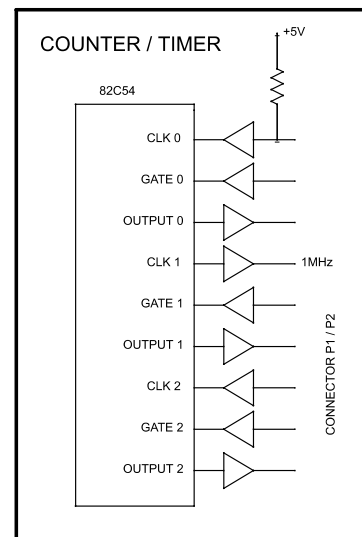 COUNTER / TIMER
+5V
82C54
CLK 0
GATE 0
OUTPUT 0
CLK 1
1MHz
GATE 1
OUTPUT 1
CLK 2
GATE 2
OUTPUT 2
CONNECTOR P1 / P2